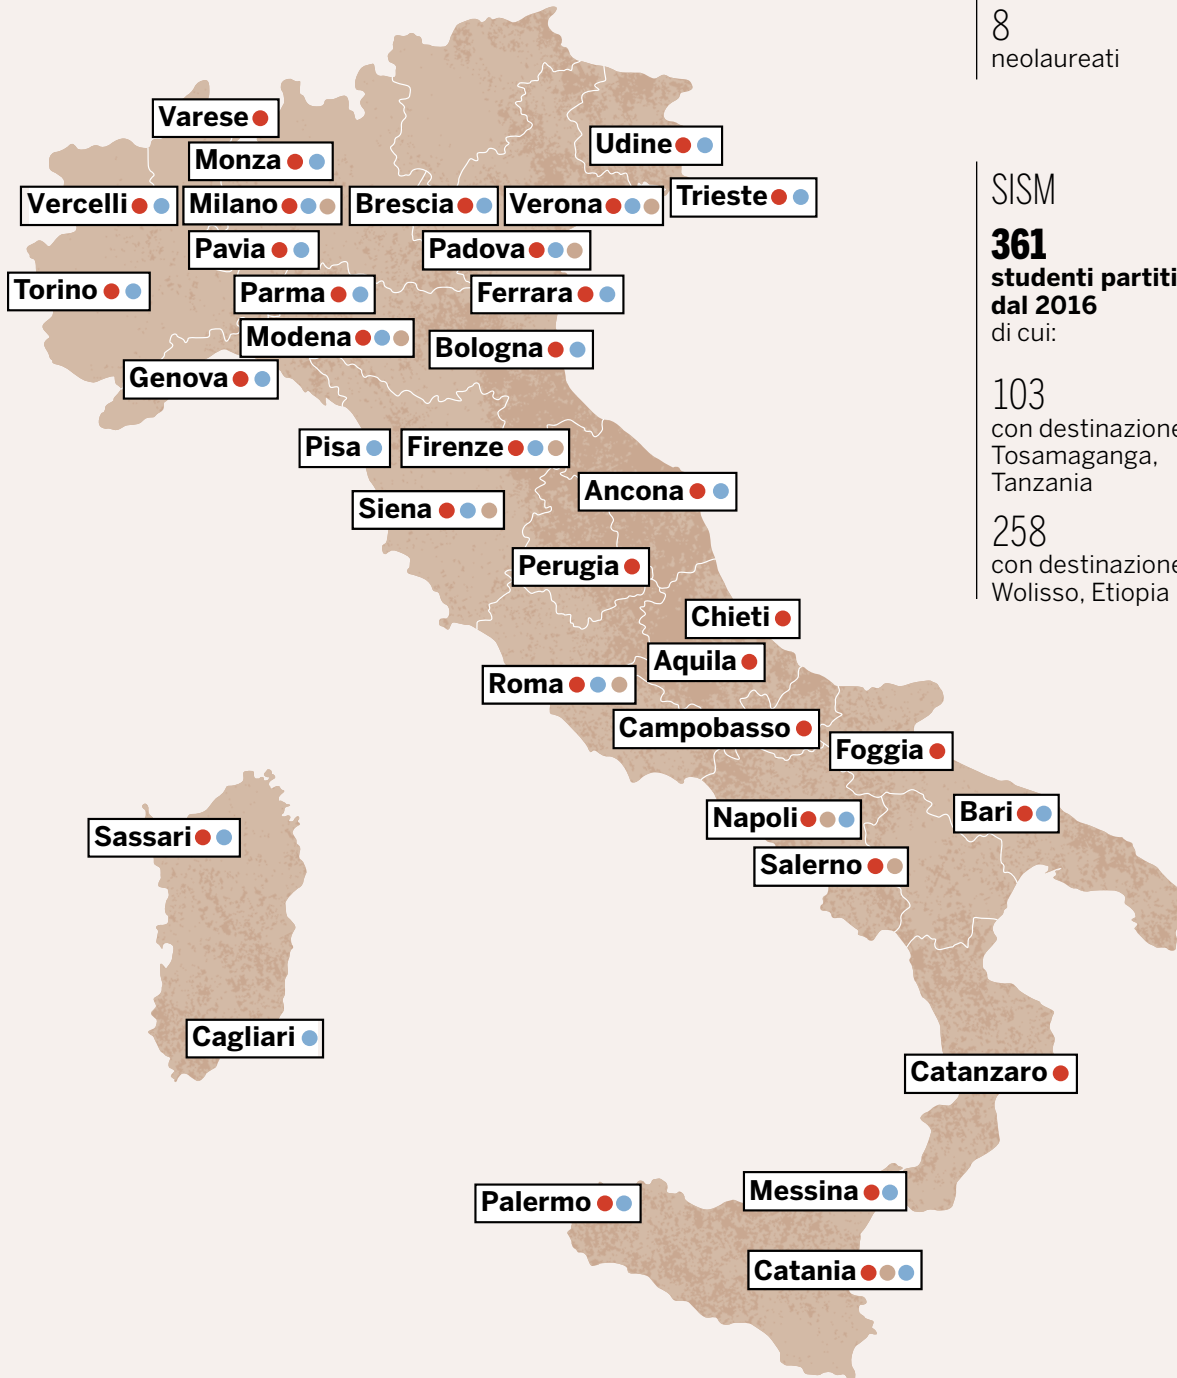 8
neolaureati
Varese
Monza
Udine
Vercelli
Milano
Brescia
Verona
Trieste
Pavia
Padova
Torino
Parma
Ferrara
Modena
Bologna
Genova
Pisa
Firenze
Siena
Ancona
Perugia
Chieti
Aquila
Roma
Campobasso
Foggia
Napoli
Bari
Salerno
Sassari
Cagliari
Catanzaro
Palermo
Messina
Catania
SISM
361
studenti partiti
dal 2016
di cui:
103
con destinazione
Tosamaganga,
Tanzania
258
con destinazione
Wolisso, Etiopia